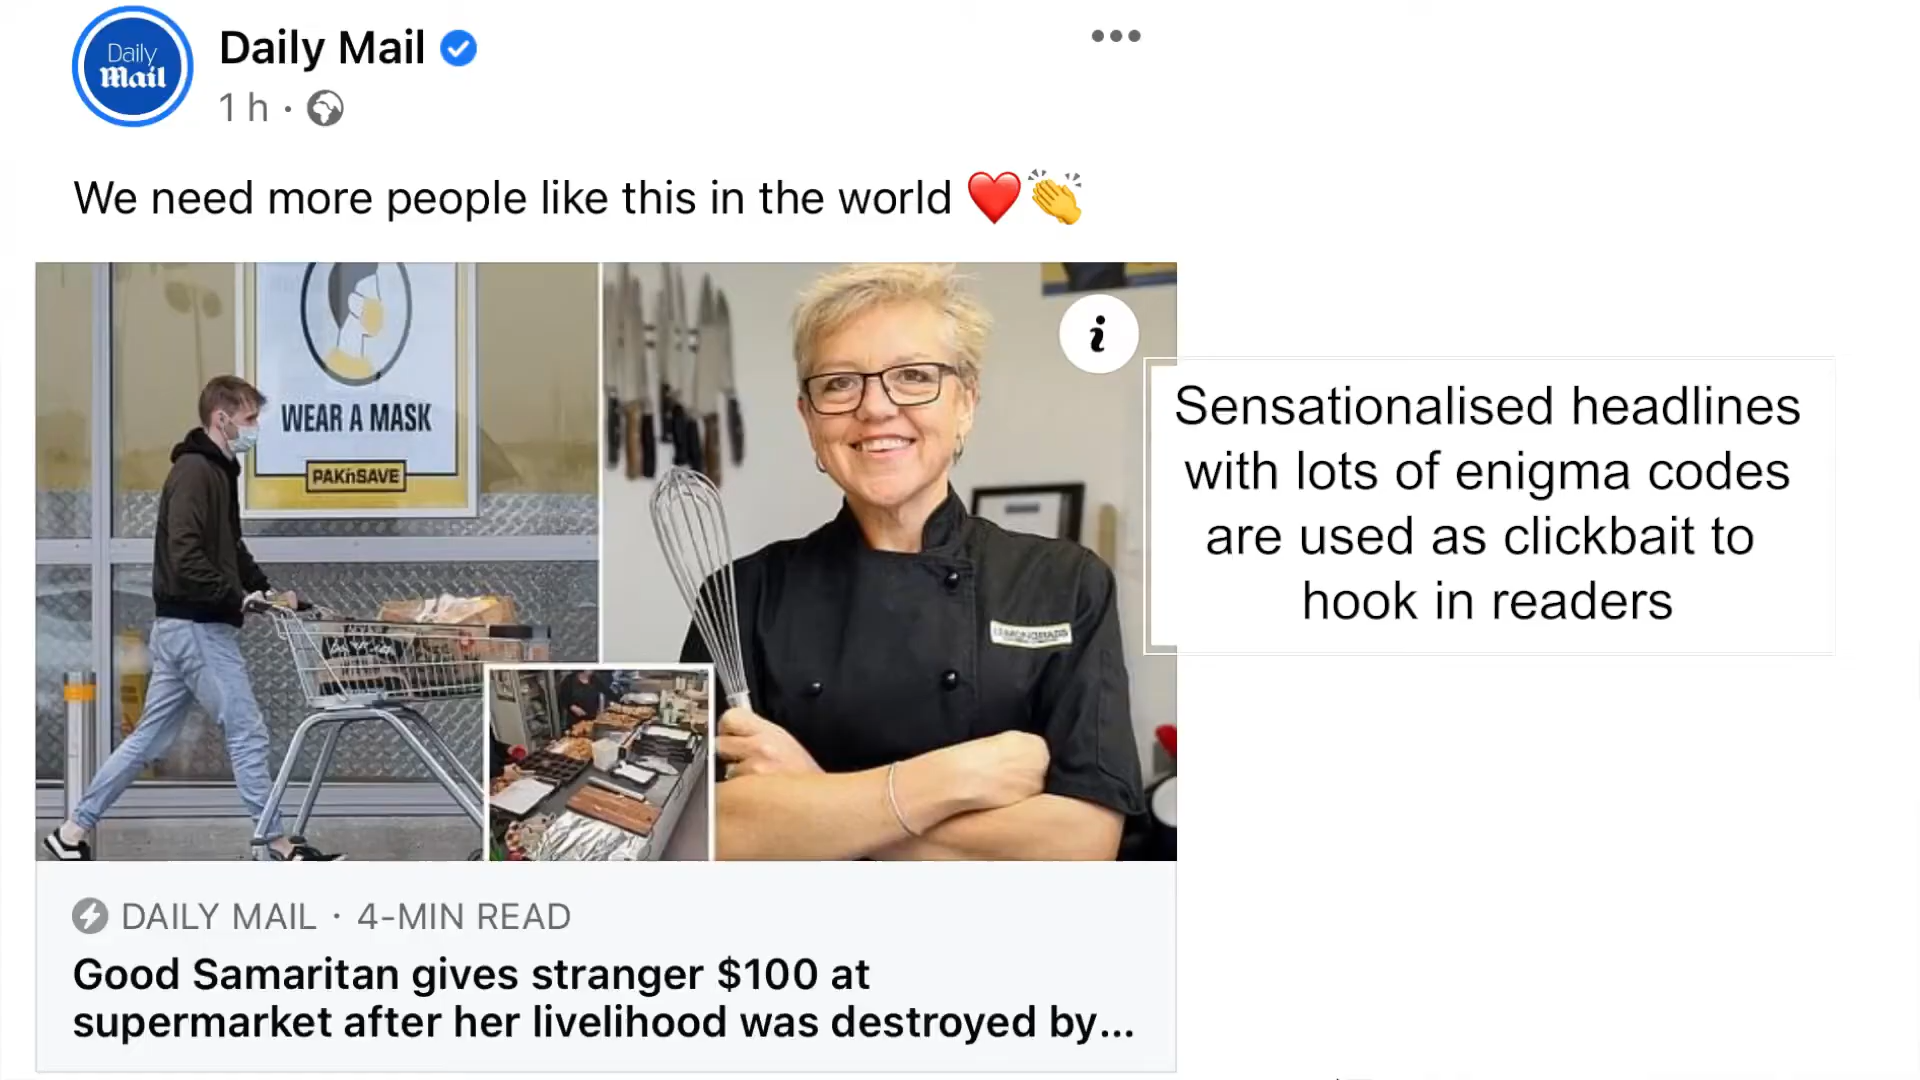 Daily Mail
Daily
Mail
1 h ·
We need more people like this in the world ❤️👏
WEAR A MASK
PAK'nSAVE
i
LEMONGRASS
Sensationalised headlines
with lots of enigma codes
are used as clickbait to
hook in readers
DAILY MAIL · 4-MIN READ
Good Samaritan gives stranger $100 at
supermarket after her livelihood was destroyed by...